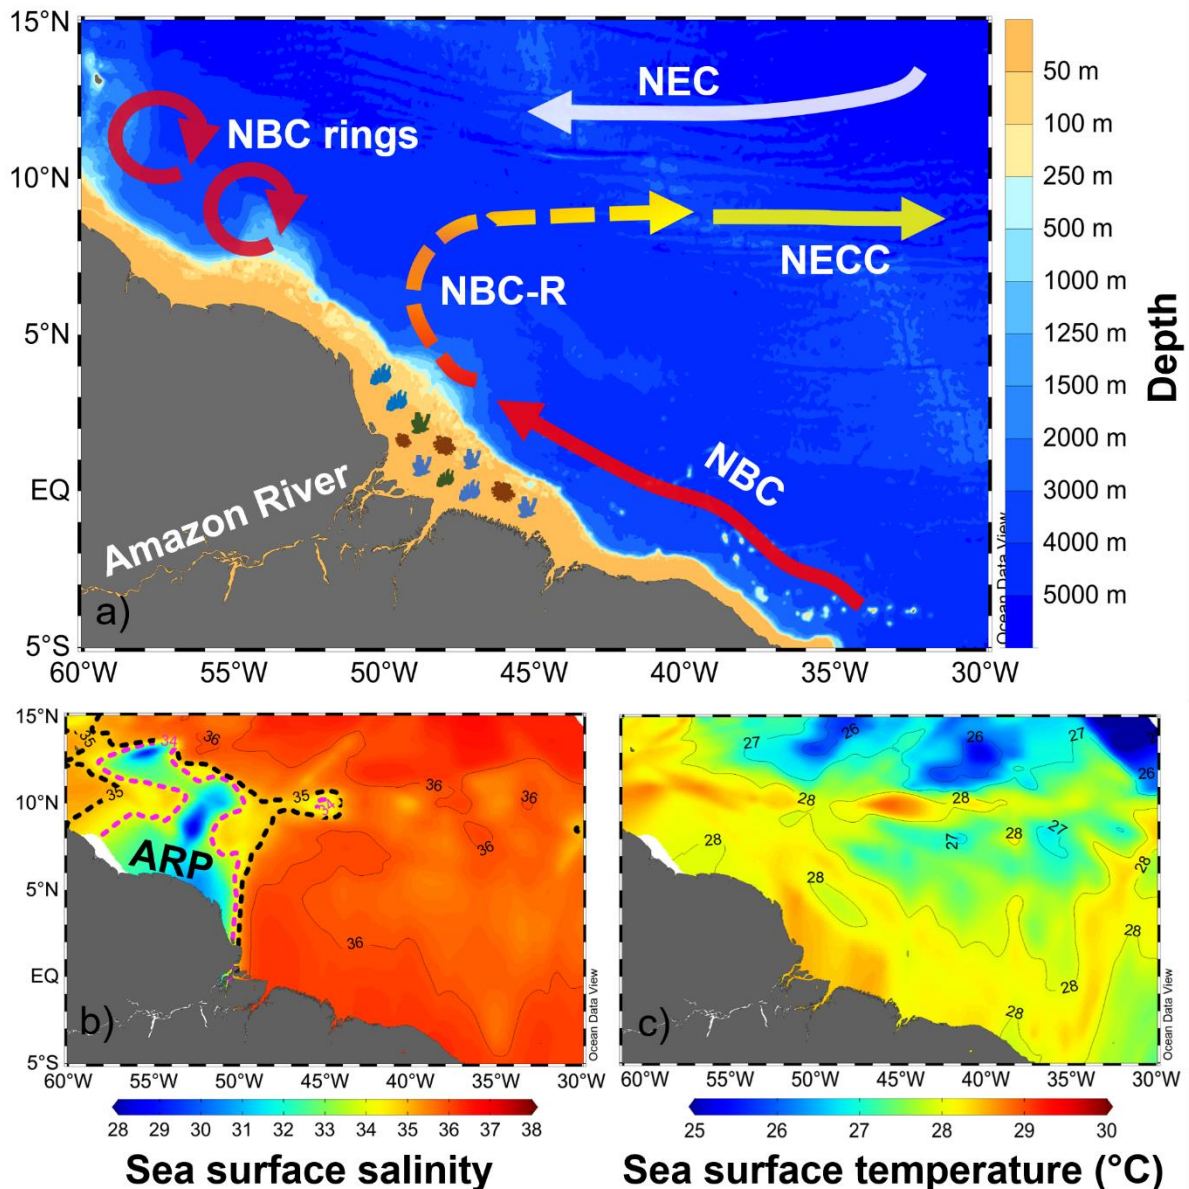 15°N
10°N
5°N
EQ
5°S
60°W 55°W 50°W 45°W 40°W 35°W 30°W
NEC
NBC rings
NECC
NBC-R
NBC
Amazon River
a)
Ocean Data View
50 m
100 m
250 m
500 m
1000 m
1250 m
1500 m
2000 m
3000 m
4000 m
5000 m
Depth
15°N
10°N
5°N
EQ
5°S
35
34
36
35
35
34
36
36
36
36
ARP
b)
Ocean Data View
60°W 55°W 50°W 45°W 40°W 35°W 30°W
28 29 30 31 32 33 34 35 36 37 38
Sea surface salinity
27
26
26
27
26
28
28
28
27
28
27
28
28
28
28
28
c)
Ocean Data View
60°W 55°W 50°W 45°W 40°W 35°W 30°W
25 26 27 28 29 30
Sea surface temperature (°C)